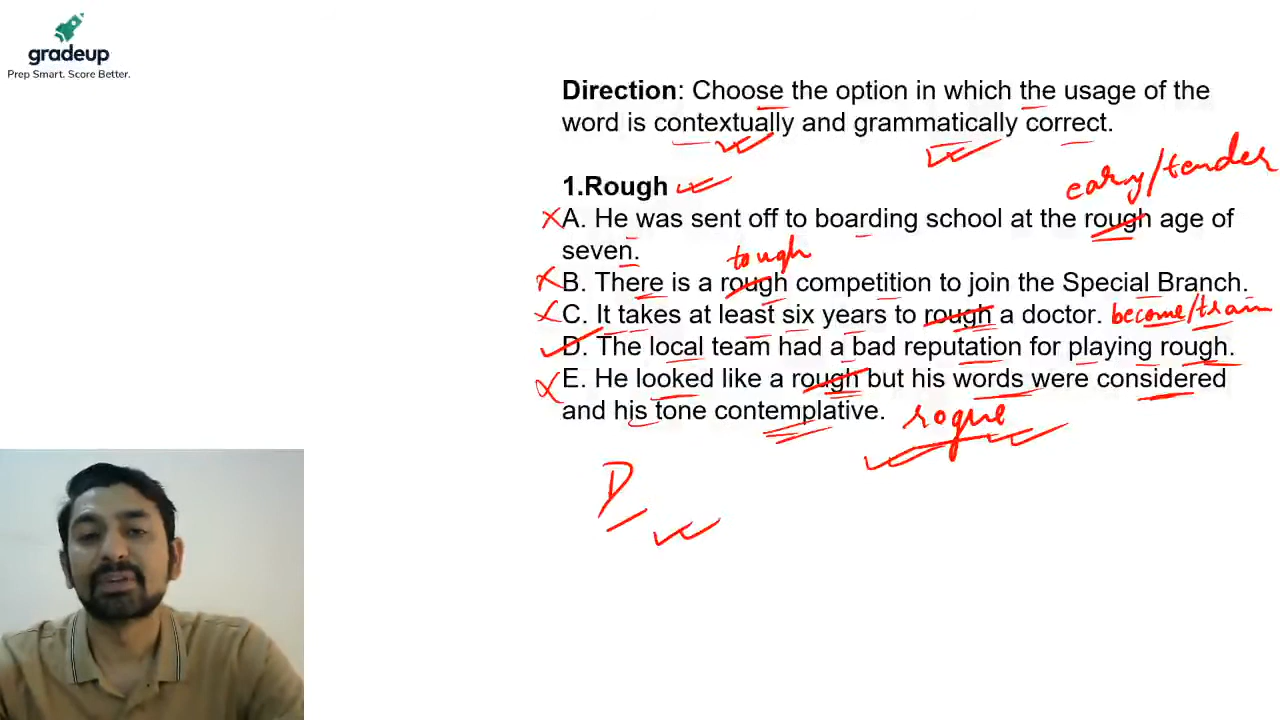 gradeup
Prep Smart. Score Better.
Direction: Choose the option in which the usage of the
word is contextually and grammatically correct.
early/tender
1.Rough
A. He was sent off to boarding school at the rough age of
seven.
tough
B. There is a rough competition to join the Special Branch.
C. It takes at least six years to rough a doctor. become/train
D. The local team had a bad reputation for playing rough.
E. He looked like a rough but his words were considered
and his tone contemplative.
rogue
D